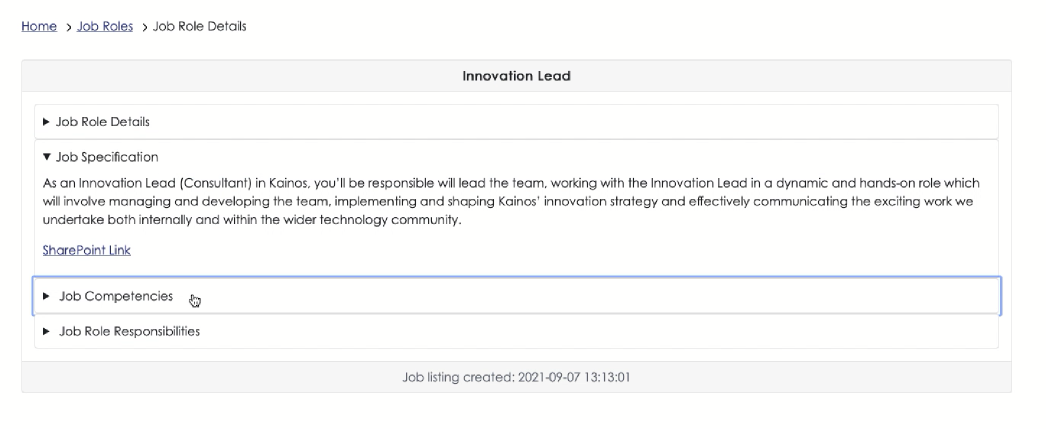 Home > Job Roles > Job Role Details
Innovation Lead
Job Role Details
Job Specification
As an Innovation Lead (Consultant) in Kainos, you'll be responsible will lead the team, working with the Innovation Lead in a dynamic and hands-on role which
will involve managing and developing the team, implementing and shaping Kainos' innovation strategy and effectively communicating the exciting work we
undertake both internally and within the wider technology community.
SharePoint Link
Job Competencies
Job Role Responsibilities
Job listing created: 2021-09-07 13:13:01